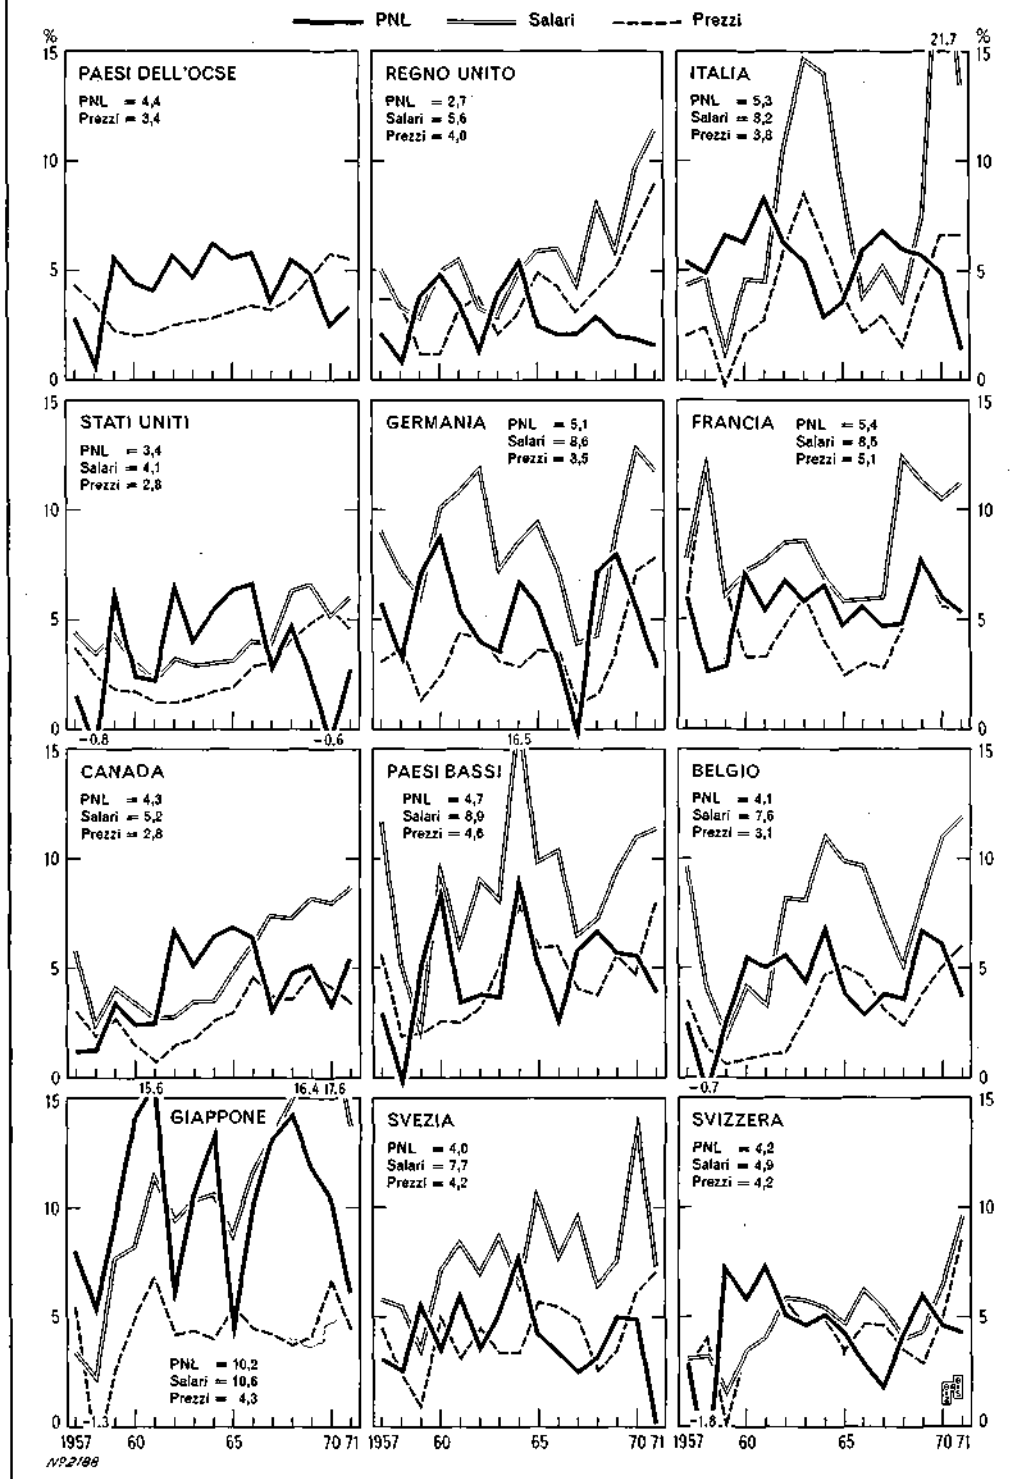 PNL Salari Prezzi
% %
15 21.7 15
PAESI DELL'OCSE
PNL = 4,4
Prezzi = 3,4
REGNO UNITO
PNL = 2,7
Salari = 5,6
Prezzi = 4,0
ITALIA
PNL = 5,3
Salari = 8,2
Prezzi = 3,8
10 10
5 5
0 0
15 15
STATI UNITI
PNL = 3,4
Salari = 4,1
Prezzi = 2,8
GERMANIA
PNL = 5,1
Salari = 8,6
Prezzi = 3,5
FRANCIA
PNL = 5,4
Salari = 8,5
Prezzi = 5,1
10 10
5 5
0 0
-0.8 -0.6 16.5
15 15
CANADA
PNL = 4,3
Salari = 5,2
Prezzi = 2,8
PAESI BASSI
PNL = 4,7
Salari = 8,9
Prezzi = 4,6
BELGIO
PNL = 4,1
Salari = 7,6
Prezzi = 3,1
10 10
5 5
0 -0.7 0
15.6 16.4 17.6
15 15
GIAPPONE
PNL = 10,2
Salari = 10,6
Prezzi = 4,3
SVEZIA
PNL = 4,0
Salari = 7,7
Prezzi = 4,2
SVIZZERA
PNL = 4,2
Salari = 4,9
Prezzi = 4,2
10 10
5 5
0 -1.3 -1.8 0
1957 60 65 70 71 1957 60 65 70 71 1957 60 65 70 71
Nº2188